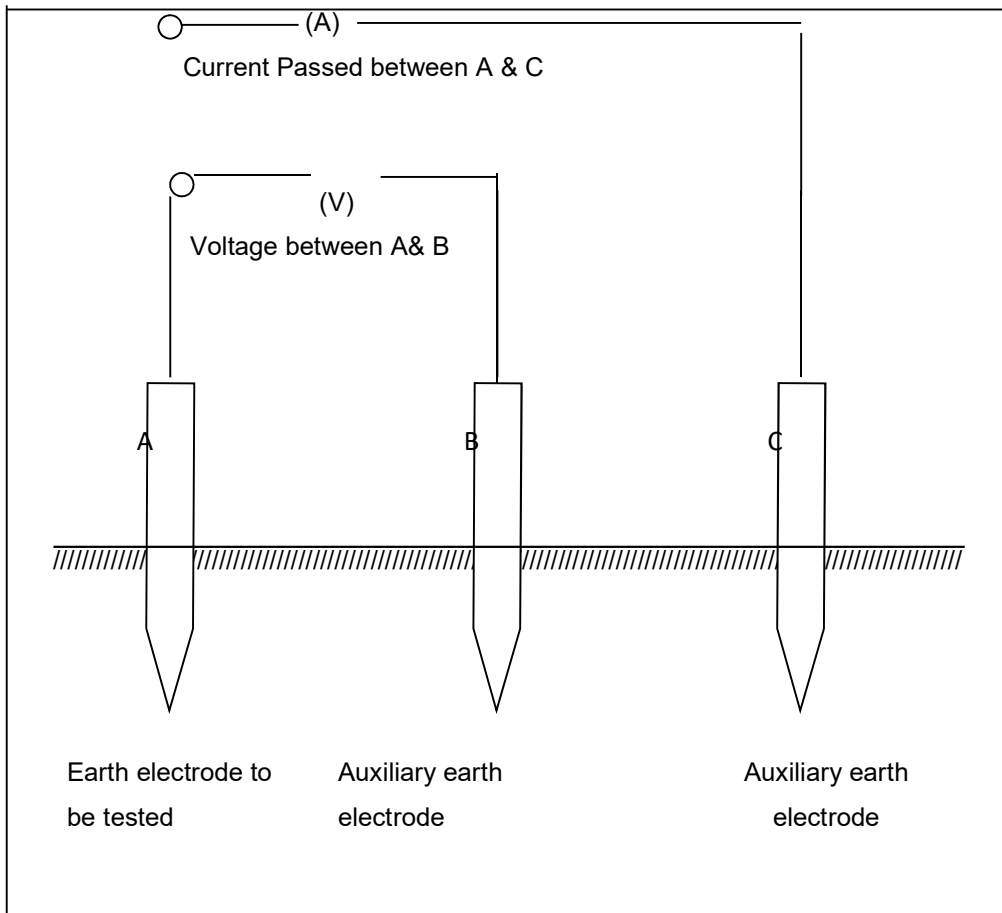 (A)
Current Passed between A & C
(V)
Voltage between A& B
A
B
C
Earth electrode to
be tested
Auxiliary earth
electrode
Auxiliary earth
electrode